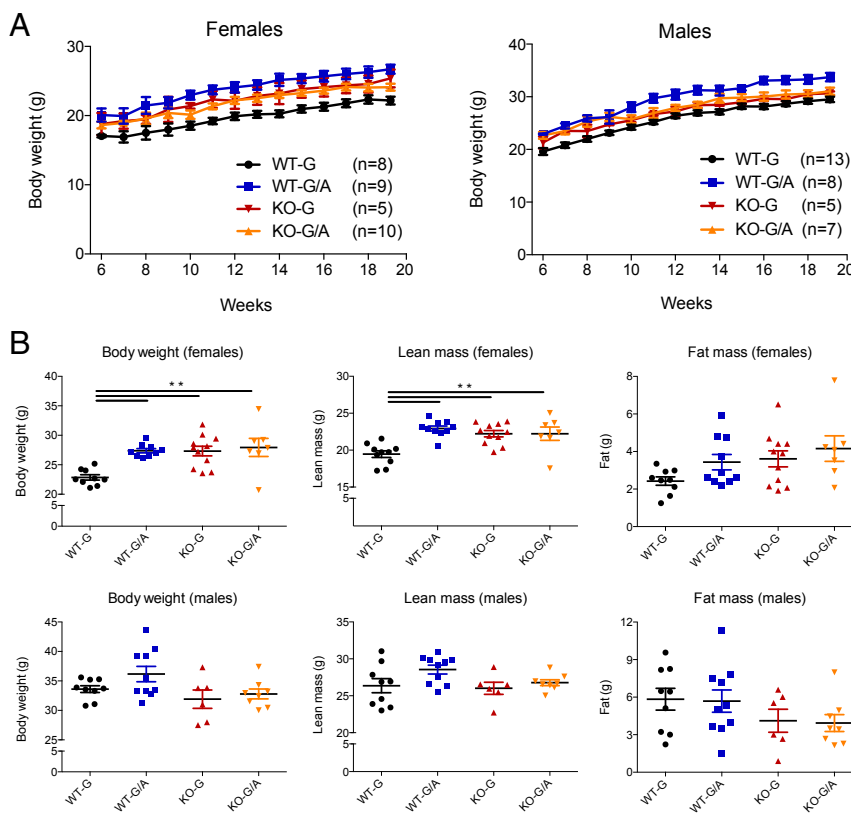 A
Females
Males
Body weight (g)
30
20
10
0
WT-G (n=8)
WT-G/A (n=9)
KO-G (n=5)
KO-G/A (n=10)
6 8 10 12 14 16 18 20
Weeks
Body weight (g)
40
30
20
10
0
WT-G (n=13)
WT-G/A (n=8)
KO-G (n=5)
KO-G/A (n=7)
6 8 10 12 14 16 18 20
Weeks
B
Body weight (females)
**
Body weight (g)
40
35
30
25
20
5
0
WT-G WT-G/A KO-G KO-G/A
Lean mass (females)
**
Lean mass (g)
30
25
20
15
5
0
WT-G WT-G/A KO-G KO-G/A
Fat mass (females)
Fat (g)
8
6
4
2
0
WT-G WT-G/A KO-G KO-G/A
Body weight (males)
Body weight (g)
50
45
40
35
30
25
5
0
WT-G WT-G/A KO-G KO-G/A
Lean mass (males)
Lean mass (g)
35
30
25
20
5
0
WT-G WT-G/A KO-G KO-G/A
Fat mass (males)
Fat (g)
12
9
6
3
0
WT-G WT-G/A KO-G KO-G/A